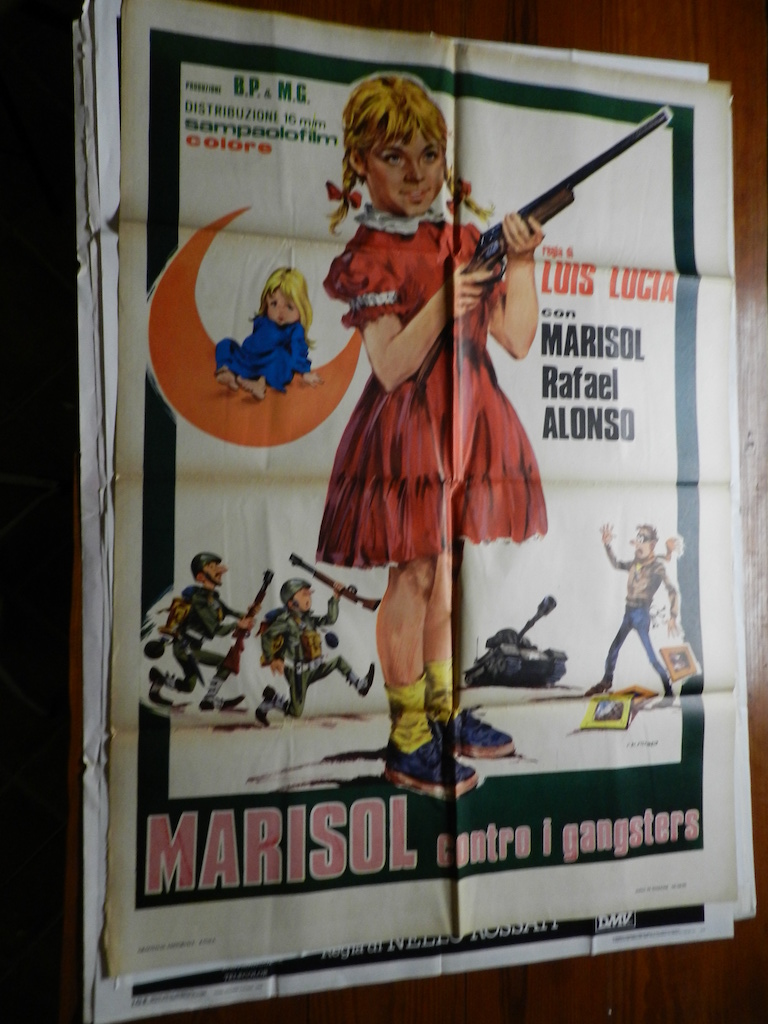 PRODUZIONE B.P. & M.G.
DISTRIBUZIONE 16 m/m
sampaolofilm
colore
regia di
LUIS LUCIA
con
MARISOL
Rafael
ALONSO
MARISOL contro i gangsters
Regia di NELLO ROSSATI
DMV